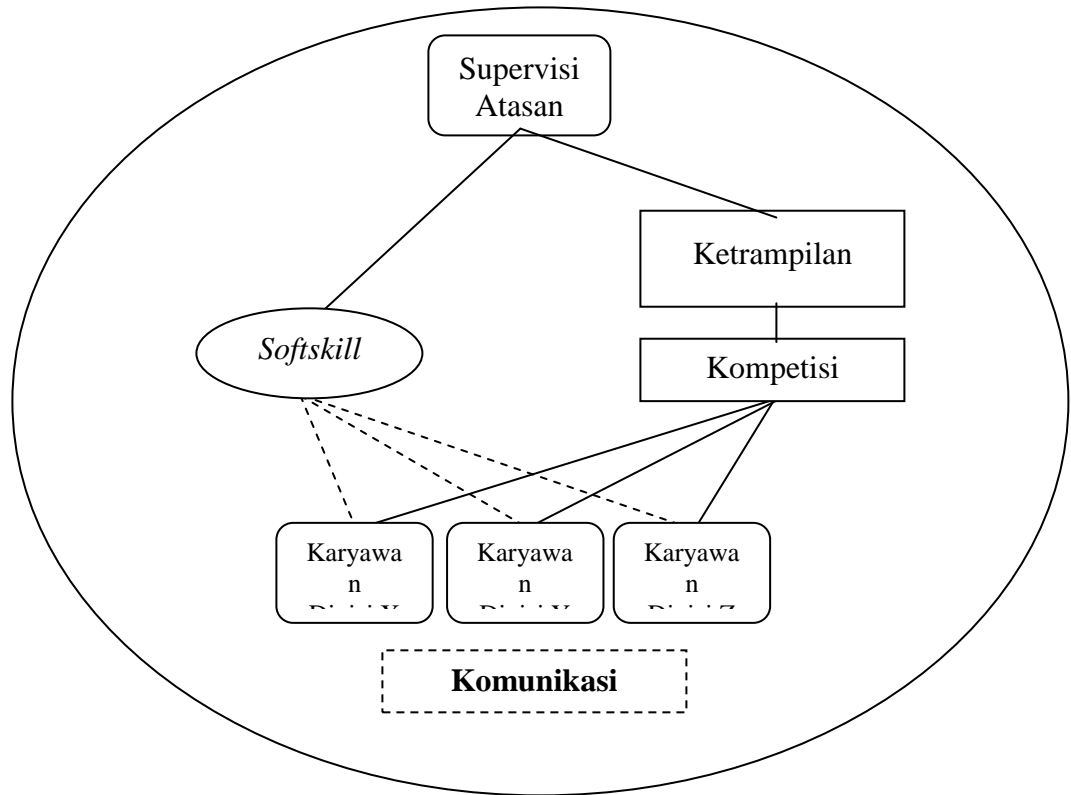 Supervisi
Atasan
Ketrampilan
Softskill
Kompetisi
Karyawa
n
Karyawa
n
Karyawa
n
Komunikasi